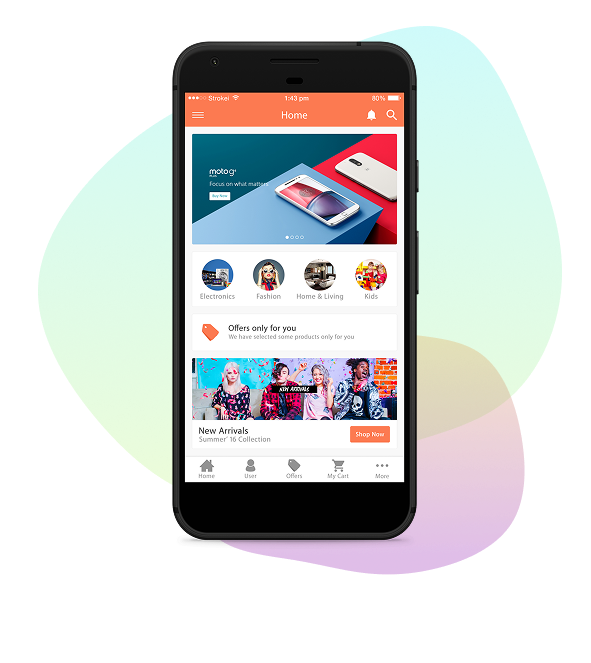 Strokei 1:43 pm 80%
Home
moto g⁴
PLUS
Focus on what matters
Buy Now
Electronics Fashion Home & Living Kids
Offers only for you
We have selected some products only for you
NEW ARRIVALS
New Arrivals
Summer' 16 Collection
Shop Now
Home User Offers My Cart More